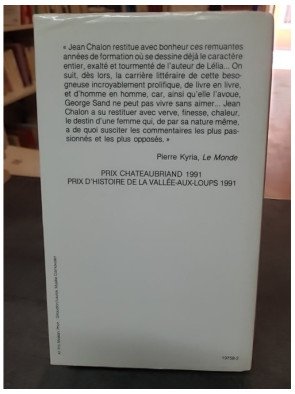 « Jean Chalon restitue avec bonheur ces remuantes
années de formation où se dessine déjà le caractère
entier, exalté et tourmenté de l'auteur de Lélia... On
suit, dès lors, la carrière littéraire de cette beso-
gneuse incroyablement prolifique, de livre en livre,
et d'homme en homme, car, ainsi qu'elle l'avoue,
George Sand ne peut pas vivre sans aimer... Jean
Chalon a su restituer avec verve, finesse, chaleur,
le destin d'une femme qui, de par sa nature même,
a de quoi susciter les commentaires les plus pas-
sionnés et les plus opposés. »
Pierre Kyria, Le Monde
PRIX CHATEAUBRIAND 1991
PRIX D'HISTOIRE DE LA VALLÉE-AUX-LOUPS 1991